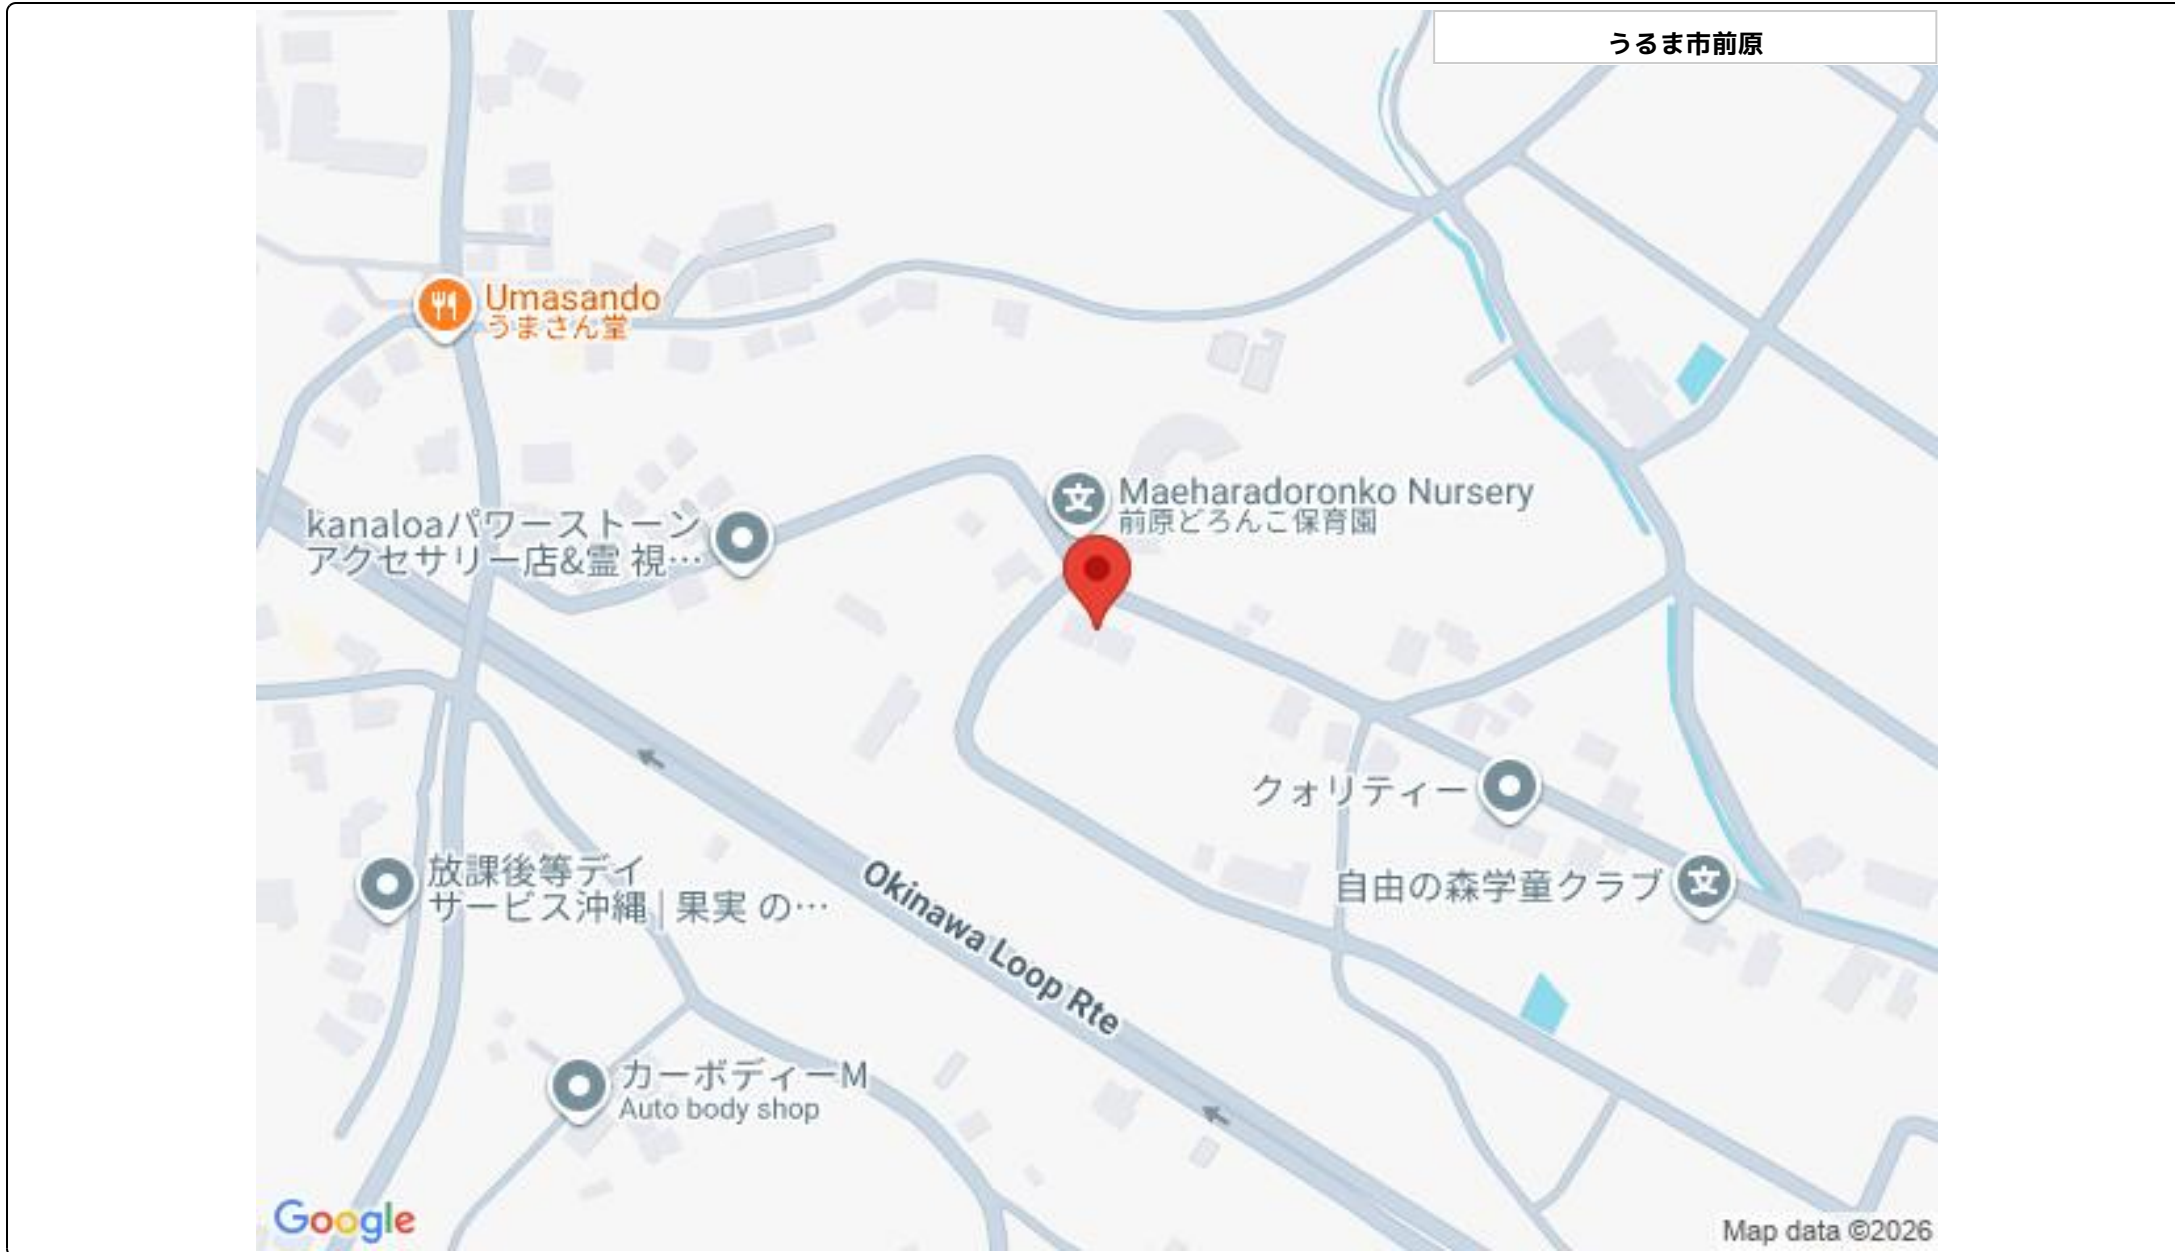 うるま市前原
Umasando
うまさん堂
Maeharadoronko Nursery
前原どろんこ保育園
kanaloaパワーストーン
アクセサリー店&霊 視…
クォリティー
自由の森学童クラブ
放課後等デイ
サービス沖縄 | 果実 の…
Okinawa Loop Rte
カーボディーM
Auto body shop
Google
Map data ©2026